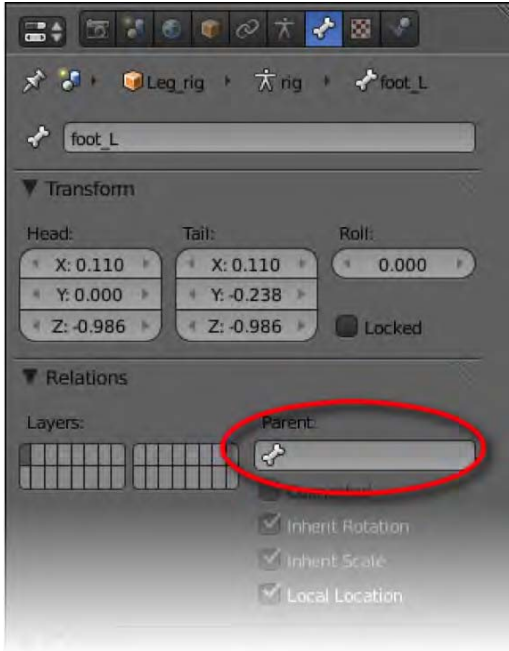 Leg_rig rig foot_L
foot_L
Transform
Head: Tail: Roll:
X: 0.110 X: 0.110 0.000
Y: 0.000 Y: -0.238
Z: -0.986 Z: -0.986 Locked
Relations
Layers: Parent:
Inherit Rotation
Inherit Scale
Local Location